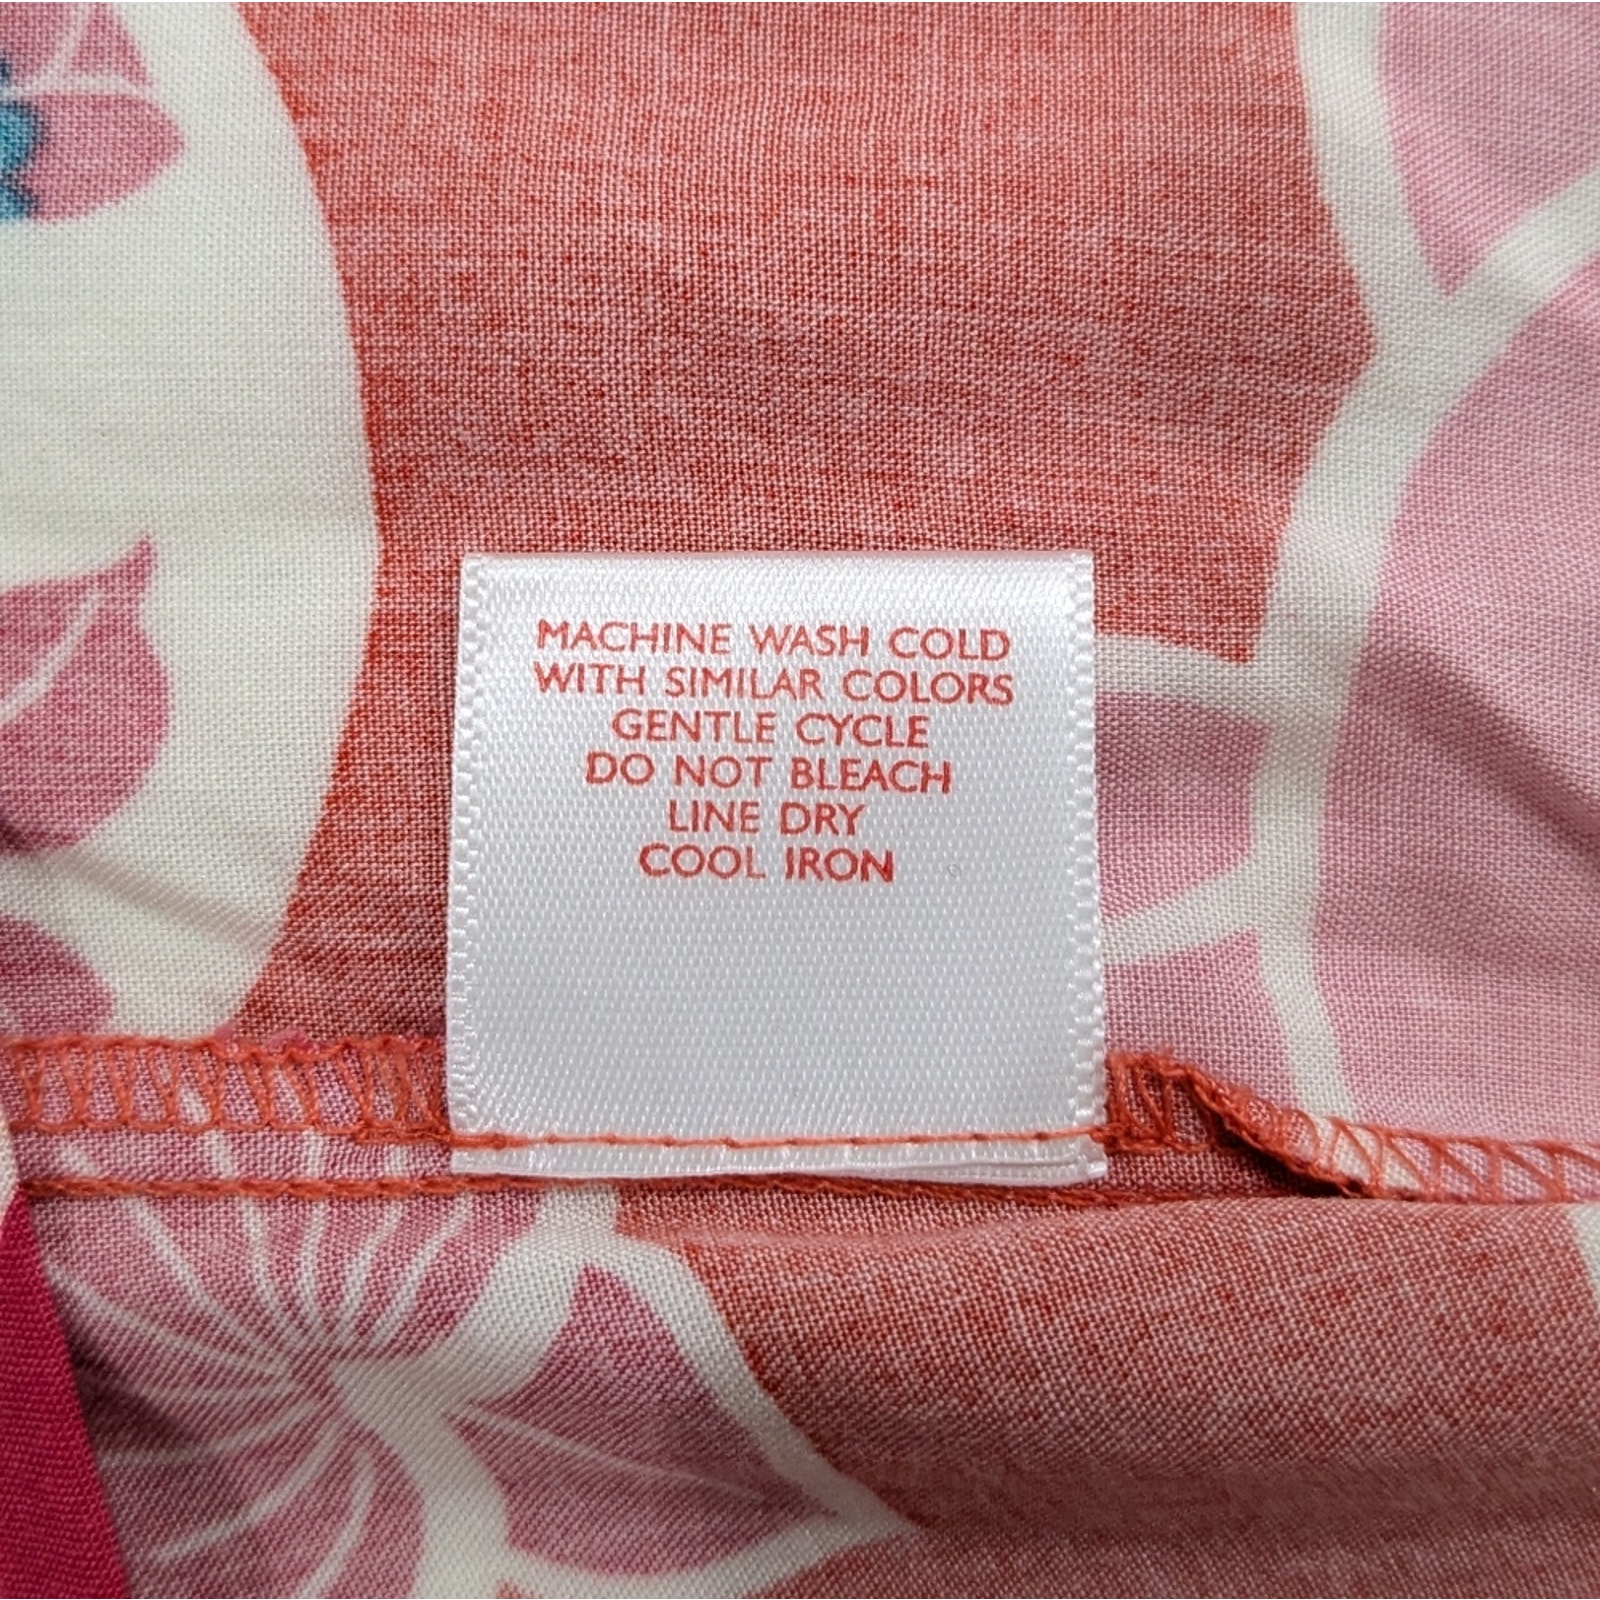 MACHINE WASH COLD
WITH SIMILAR COLORS
GENTLE CYCLE
DO NOT BLEACH
LINE DRY
COOL IRON